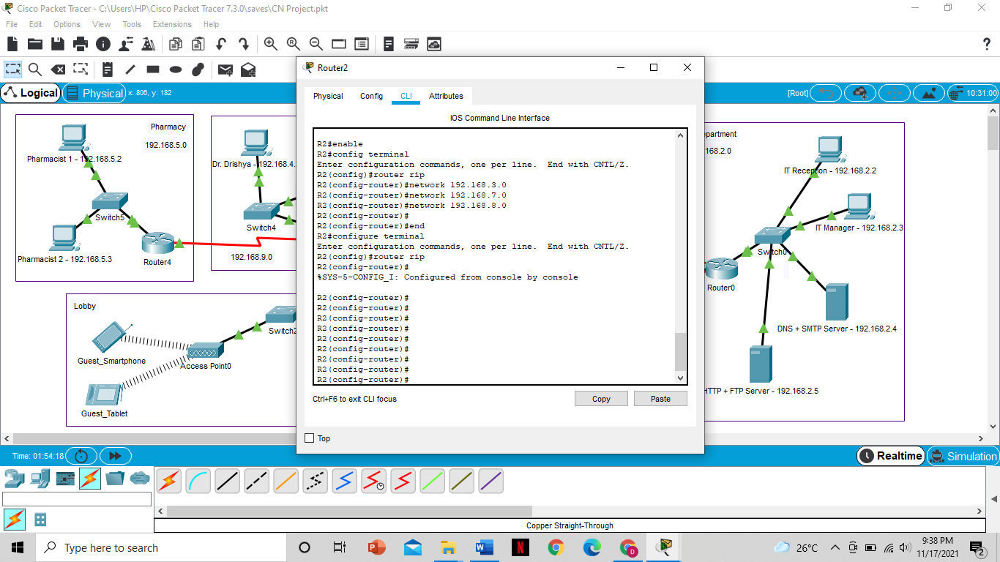 Cisco Packet Tracer - C:\Users\HP\Cisco Packet Tracer 7.3.0\saves\CN Project.pkt
File Edit Options View Tools Extensions Help
Router2
Logical Physical x: 806, y: 182
[Root] 10:31:00
Physical Config CLI Attributes
IOS Command Line Interface
R2#enable
R2#config terminal
Enter configuration commands, one per line. End with CNTL/Z.
R2(config)#router rip
R2(config-router)#network 192.168.3.0
R2(config-router)#network 192.168.7.0
R2(config-router)#network 192.168.8.0
R2(config-router)#
R2(config-router)#end
R2#configure terminal
Enter configuration commands, one per line. End with CNTL/Z.
R2(config)#router rip
R2(config-router)#
%SYS-5-CONFIG_I: Configured from console by console
R2(config-router)#
R2(config-router)#
R2(config-router)#
R2(config-router)#
R2(config-router)#
R2(config-router)#
R2(config-router)#
R2(config-router)#
R2(config-router)#
Ctrl+F6 to exit CLI focus
Copy Paste
Top
Pharmacy
192.168.5.0
Pharmacist 1 - 192.168.5.2
Switch5
Pharmacist 2 - 192.168.5.3
Router4
Dr. Drishya - 192.168.4.
Switch4
192.168.9.0
Lobby
Switch2
Guest_Smartphone
Access Point0
Guest_Tablet
partment
68.2.0
IT Reception - 192.168.2.2
IT Manager - 192.168.2.3
Switch0
Router0
DNS + SMTP Server - 192.168.2.4
HTTP + FTP Server - 192.168.2.5
Time: 01:54:18
Realtime Simulation
Copper Straight-Through
Type here to search
26°C
9:38 PM
11/17/2021
2